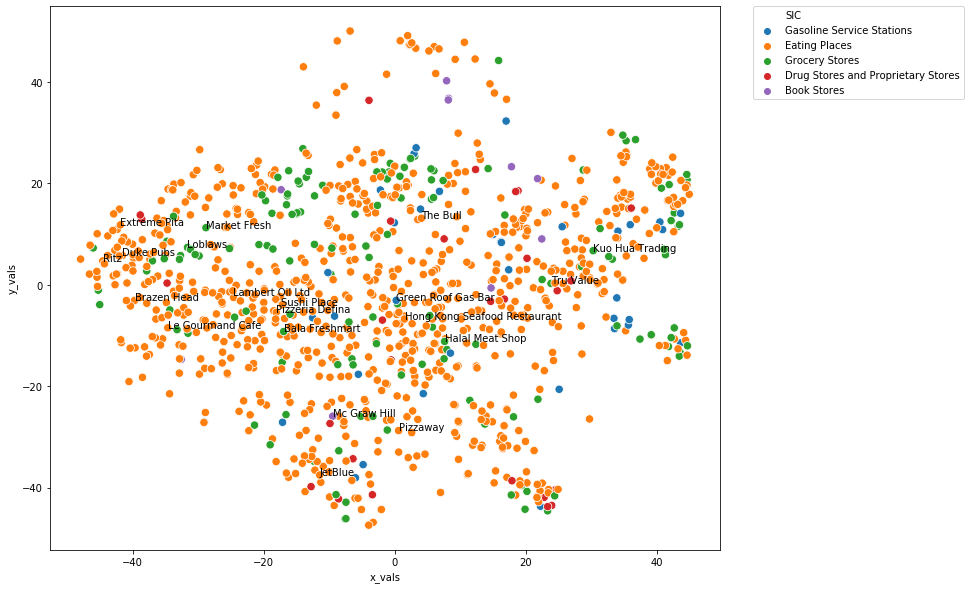 SIC
Gasoline Service Stations
Eating Places
Grocery Stores
Drug Stores and Proprietary Stores
Book Stores
40
20
0
−20
−40
y_vals
The Bull
Extreme Pita
Market Fresh
Loblaws
Kuo Hua Trading
Duke Pubs
Ritz
Tru Value
Lambert Oil Ltd
Brazen Head
Green Roof Gas Bar
Sushi Place
Pizzeria Defina
Hong Kong Seafood Restaurant
Le Gourmand Cafe
Bala Freshmart
Halal Meat Shop
Mc Graw Hill
Pizzaway
JetBlue
−40
−20
0
20
40
x_vals